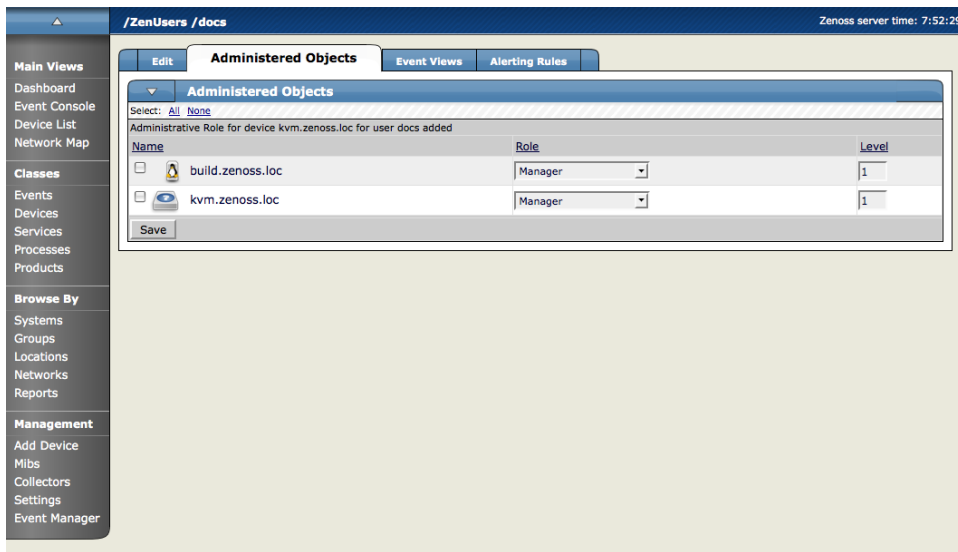 /ZenUsers /docs
Zenoss server time: 7:52:29
Main Views
Dashboard
Event Console
Device List
Network Map
Classes
Events
Devices
Services
Processes
Products
Browse By
Systems
Groups
Locations
Networks
Reports
Management
Add Device
Mibs
Collectors
Settings
Event Manager
Edit Administered Objects Event Views Alerting Rules
Administered Objects
Select: All None
Administrative Role for device kvm.zenoss.loc for user docs added
Name Role Level
build.zenoss.loc Manager 1
kvm.zenoss.loc Manager 1
Save